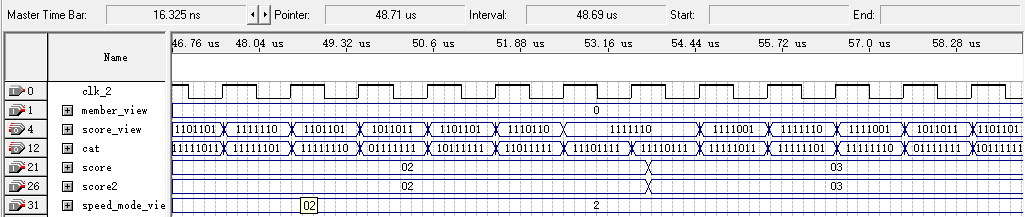 Master Time Bar: 16.325 ns Pointer: 48.71 us Interval: 48.69 us Start: End:
46.76 us 48.04 us 49.32 us 50.6 us 51.88 us 53.16 us 54.44 us 55.72 us 57.0 us 58.28 us
Name
0 clk_2
1 member_view 0
4 score_view 1101101 1111110 1101101 1011011 1101101 1110110 1111110 1111001 1101101 1111001 1011011 1101101
12 cat 11111011 11111101 11111110 01111111 10111111 11011111 11101111 11110111 11111011 11111101 11111110 01111111 10111111
21 score 02 03
26 score2 02 03
31 speed_mode_vie 02 2